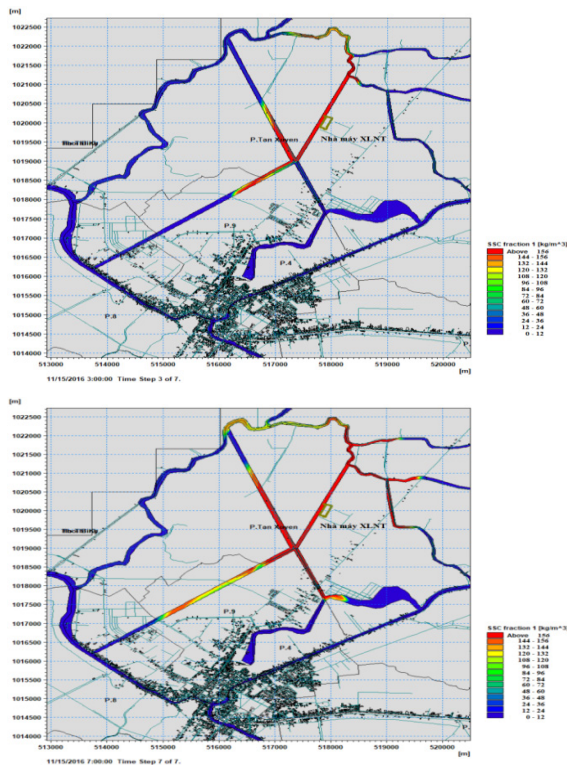 [m]
1022500
1022000
1021500
1021000
1020500
1020000
1019500
1019000
1018500
1018000
1017500
1017000
1016500
1016000
1015500
1015000
1014500
1014000
P.Tan Xuyen
Nhà máy XLNT
P.9
P.4
P.8
P.
513000 514000 515000 516000 517000 518000 519000 520000
[m]
11/15/2016 3:00:00 Time Step 3 of 7.
SSC fraction 1 [kg/m^3]
Above 156
144 - 156
132 - 144
120 - 132
108 - 120
96 - 108
84 - 96
72 - 84
60 - 72
48 - 60
36 - 48
24 - 36
12 - 24
0 - 12
[m]
1022500
1022000
1021500
1021000
1020500
1020000
1019500
1019000
1018500
1018000
1017500
1017000
1016500
1016000
1015500
1015000
1014500
1014000
P.Tan Xuyen
Nhà máy XLNT
P.9
P.4
P.8
P.
513000 514000 515000 516000 517000 518000 519000 520000
[m]
11/15/2016 7:00:00 Time Step 7 of 7.
SSC fraction 1 [kg/m^3
Above 156
144 - 156
132 - 144
120 - 132
108 - 120
96 - 108
84 - 96
72 - 84
60 - 72
48 - 60
36 - 48
24 - 36
12 - 24
0 - 12